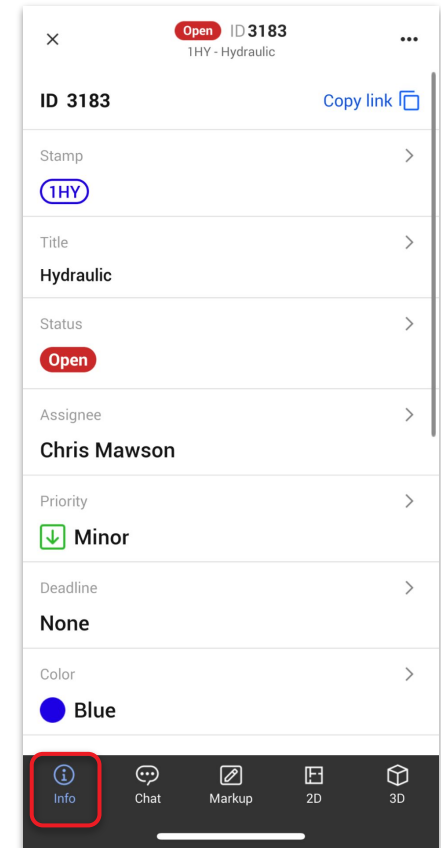 Open ID 3183
1HY - Hydraulic
ID 3183 Copy link
Stamp
1HY
Title
Hydraulic
Status
Open
Assignee
Chris Mawson
Priority
Minor
Deadline
None
Color
Blue
Info Chat Markup 2D 3D